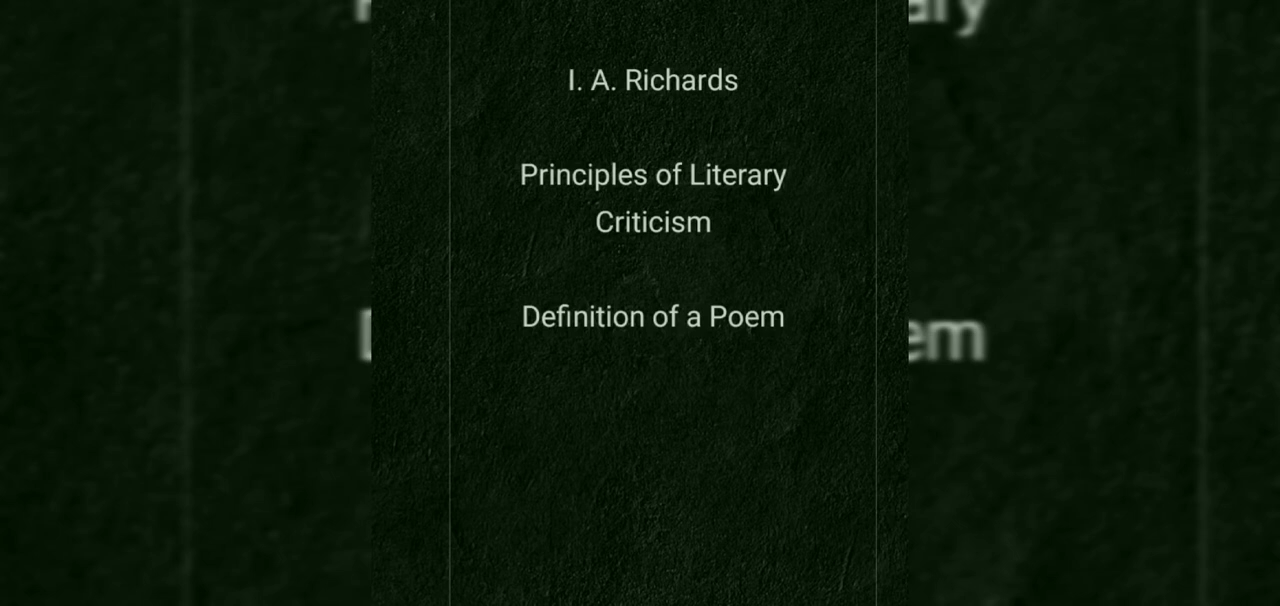 I. A. Richards
Principles of Literary
Criticism
Definition of a Poem